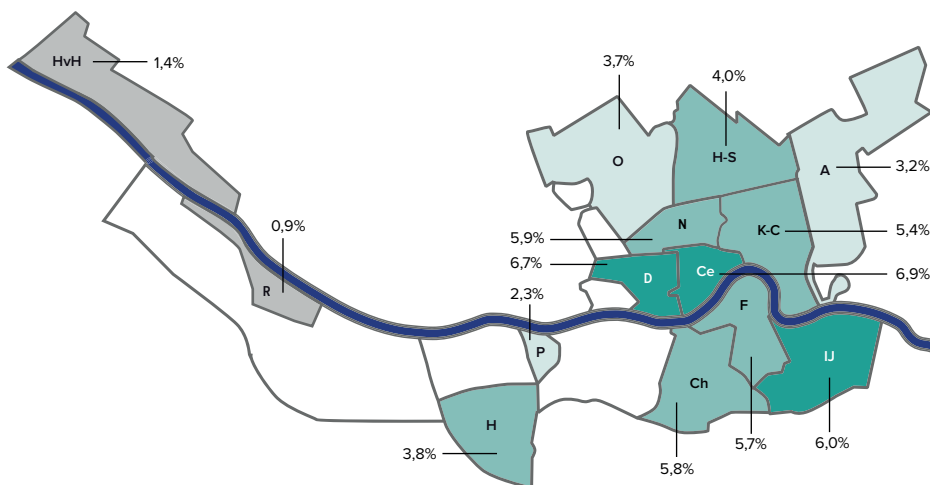 HvH
1,4%
3,7%
4,0%
O
H-S
A
3,2%
0,9%
5,9%
N
K-C
5,4%
6,7%
D
Ce
6,9%
R
2,3%
F
P
IJ
Ch
H
3,8%
5,8%
5,7%
6,0%